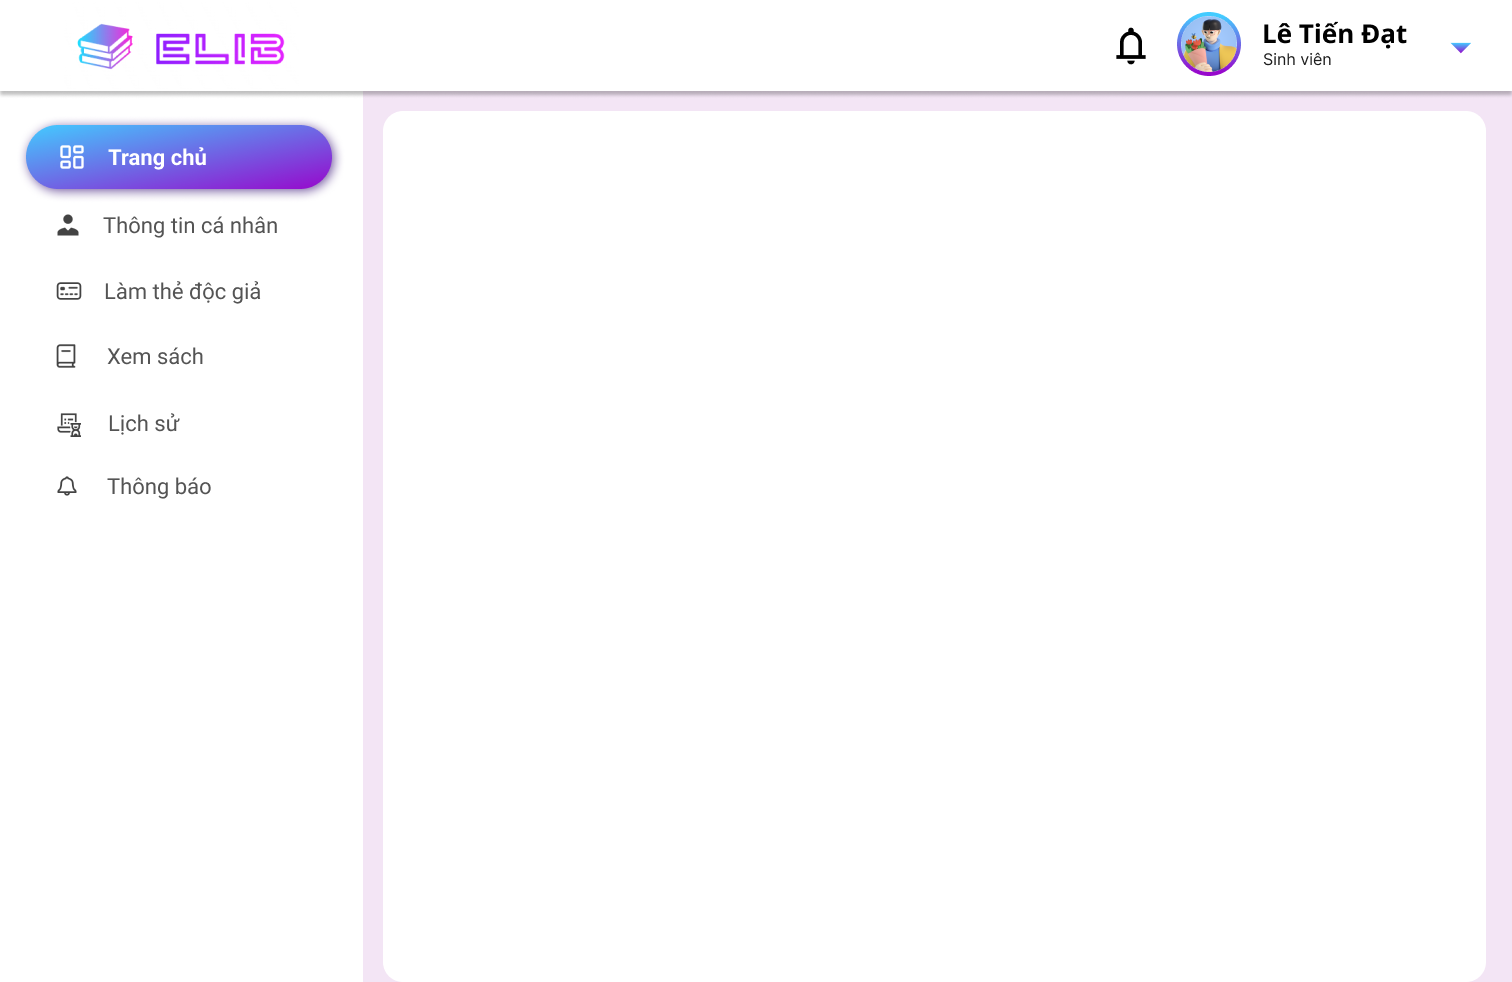 ELIB
Lê Tiến Đạt
Sinh viên
Trang chủ
Thông tin cá nhân
Làm thẻ độc giả
Xem sách
Lịch sử
Thông báo